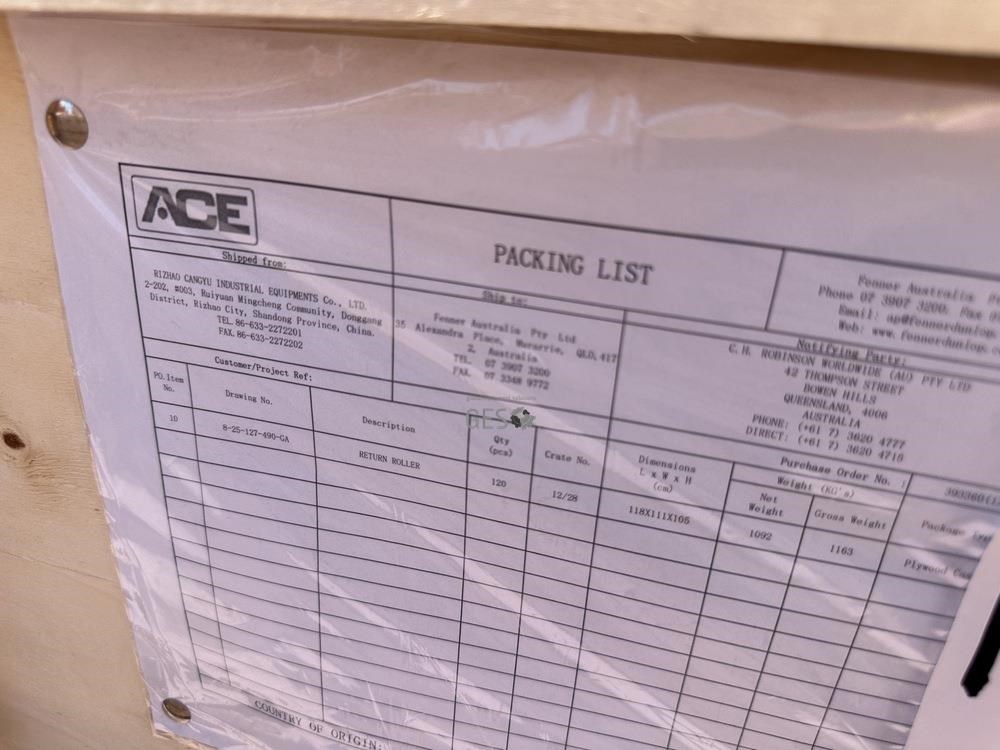 ACE
PACKING LIST
Fenner Australia
Phone 07 3907 3200. Fax
Email: ap@fennerdunlop.
Web: www.fennerdunlop.
Shipped from:
RIZHAO CANGYU INDUSTRIAL EQUIPMENTS Co., LTD.
2-202, #003, Ruiyuan Mingcheng Community, Donggang
District, Rizhao City, Shandong Province, China.
TEL. 86-633-2272201
FAX. 86-633-2272202
Ship to:
Fenner Australia Pty Ltd
35 Alexandra Place, Murarrie, QLD, 417
2, Australia
TEL. 07 3907 3200
FAX. 07 3348 9772
Notifying Party:
C.H. ROBINSON WORLDWIDE (AU) PTY LTD
42 THOMPSON STREET
BOWEN HILLS
QUEENSLAND, 4006
AUSTRALIA
PHONE: (+61 7) 3620 4777
DIRECT: (+61 7) 3620 4715
Customer/Project Ref:
Purchase Order No. :
PO. Item No.
Drawing No.
Description
Qty (pcs)
Crate No.
Dimensions
L x W x H
(cm)
Weight (KG's)
Net Weight
Gross Weight
Package
10
8-25-127-490-GA
RETURN ROLLER
120
12/28
118X111X105
1092
1163
Plywood
COUNTRY OF ORIGIN:
GES